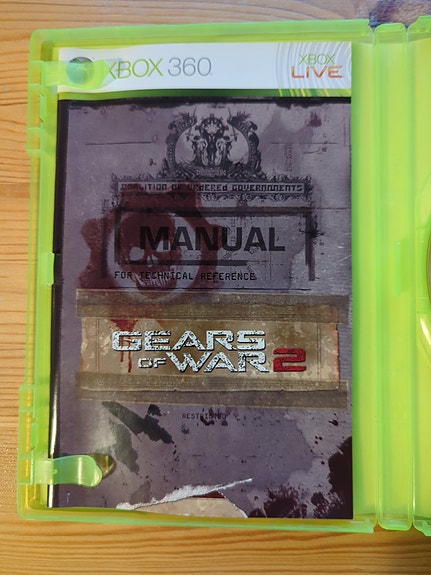 XBOX 360
XBOX
LIVE
COALITION OF ORDERED GOVERNMENTS
MANUAL
FOR TECHNICAL REFERENCE
GEARS
OF WAR 2
RESTRICTED